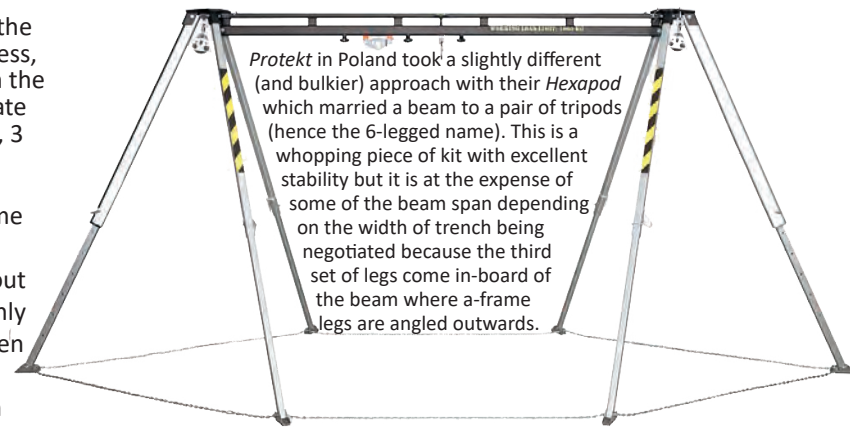 the
ess,
the
ate
, 3
ne
out
nly
en
Protekt in Poland took a slightly different
(and bulkier) approach with their Hexapod
which married a beam to a pair of tripods
(hence the 6-legged name). This is a
whopping piece of kit with excellent
stability but it is at the expense of
some of the beam span depending
on the width of trench being
negotiated because the third
set of legs come in-board of
the beam where a-frame
legs are angled outwards.